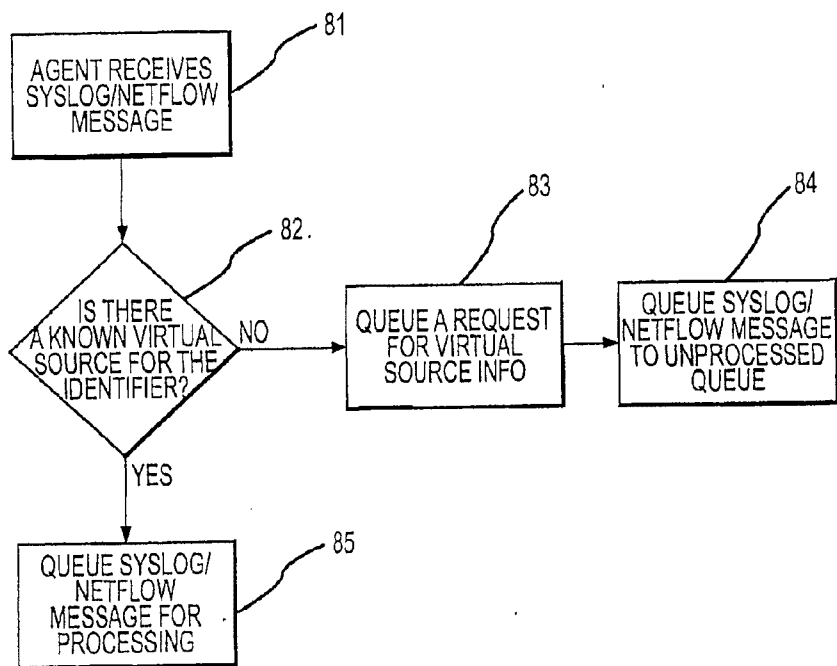 81
AGENT RECEIVES
SYSLOG/NETFLOW
MESSAGE
82.
IS THERE
A KNOWN VIRTUAL
SOURCE FOR THE
IDENTIFIER?
NO
83
QUEUE A REQUEST
FOR VIRTUAL
SOURCE INFO
84
QUEUE SYSLOG/
NETFLOW MESSAGE
TO UNPROCESSED
QUEUE
YES
85
QUEUE SYSLOG/
NETFLOW
MESSAGE FOR
PROCESSING